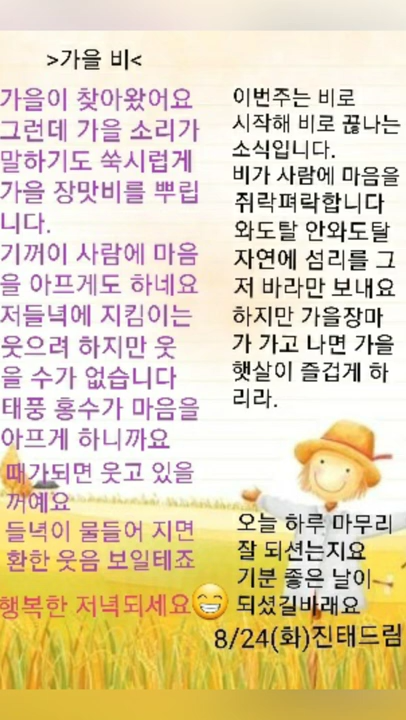 >가을 비<
가을이 찾아왔어요
그런데 가을 소리가
말하기도 쑥시럽게
가을 장맛비를 뿌립
니다.
기꺼이 사람에 마음
을 아프게도 하네요
저들녘에 지킴이는
웃으려 하지만 웃
을 수가 없습니다
태풍 홍수가 마음을
아프게 하니까요
때가되면 웃고 있을
꺼예요
들녘이 물들어 지면
환한 웃음 보일테죠
행복한 저녁되세요😁
이번주는 비로
시작해 비로 끊나는
소식입니다.
비가 사람에 마음을
쥐락펴락합니다
와도탈 안와도탈
자연에 섬리를 그
저 바라만 보내요
하지만 가을장마
가 가고 나면 가을
햇살이 즐겁게 하
리라.
오늘 하루 마무리
잘 되션는지요
기분 좋은 날이
되셨길바래요
8/24(화)진태드림